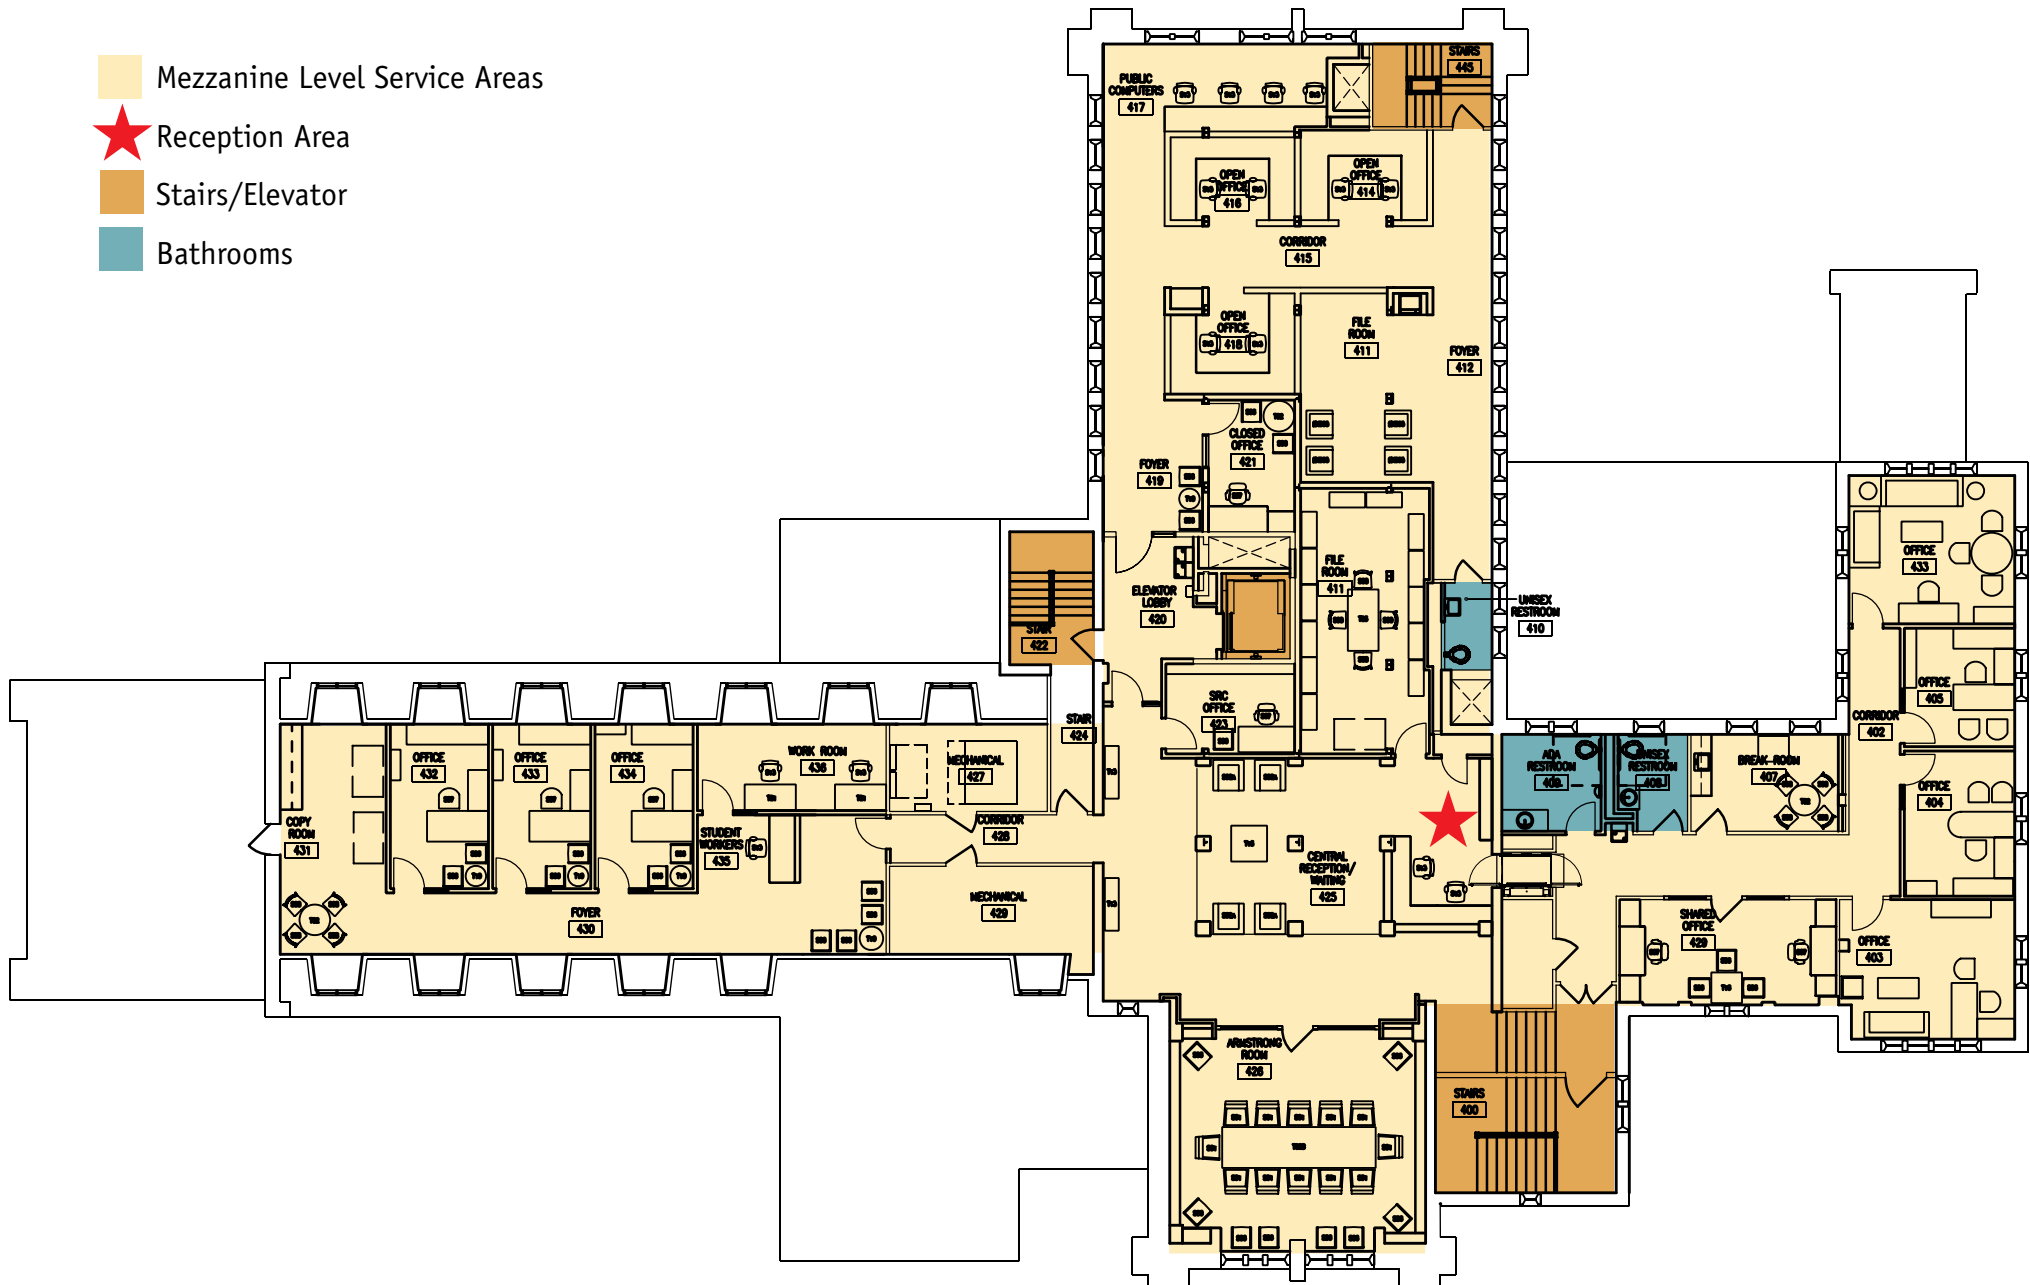 Mezzanine Level Service Areas
Reception Area
Stairs/Elevator
Bathrooms
PUBLIC
COMPUTERS
417
STAIRS
445
OPEN
OFFICE
416
OPEN
OFFICE
414
CORRIDOR
415
OPEN
OFFICE
418
FILE
ROOM
411
FOYER
412
CLOSED
OFFICE
421
FOYER
419
FILE
ROOM
411
ELEVATOR
LOBBY
420
STAIR
422
UNISEX
RESTROOM
410
OFFICE
433
OFFICE
405
CORRIDOR
402
OFFICE
404
SRC
OFFICE
423
STAIR
424
OFFICE
432
OFFICE
433
OFFICE
434
WORK ROOM
436
MECHANICAL
427
ADA
RESTROOM
409
UNISEX
RESTROOM
408
BREAK ROOM
407
COPY
ROOM
431
STUDENT
WORKERS
435
CORRIDOR
428
CENTRAL
RECEPTION/
WAITING
425
MECHANICAL
429
FOYER
430
SHARED
OFFICE
429
OFFICE
403
ARMSTRONG
ROOM
426
STAIRS
400